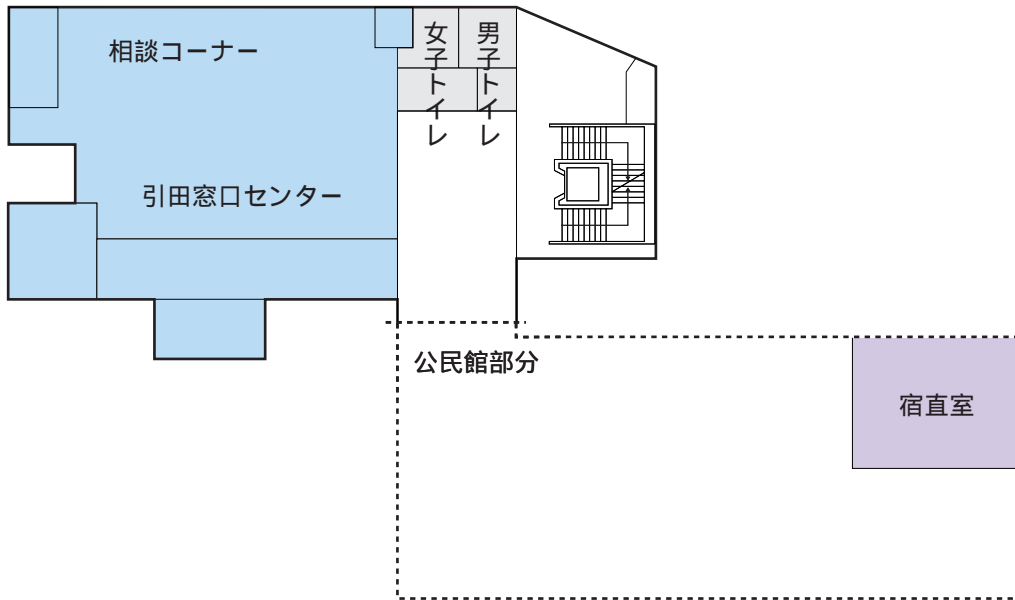 相談コーナー
女子トイレ
男子トイレ
引田窓口センター
公民館部分
宿直室